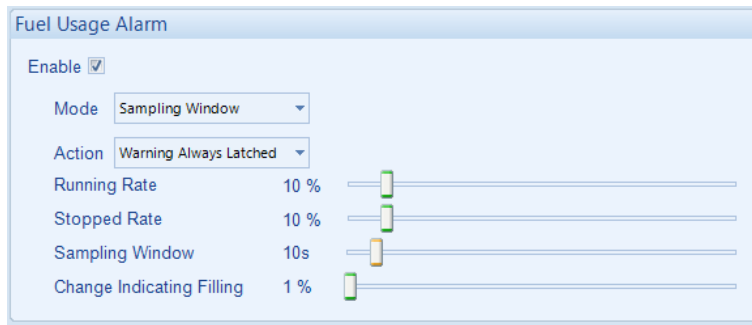 Fuel Usage Alarm
Enable
Mode Sampling Window
Action Warning Always Latched
Running Rate 10 %
Stopped Rate 10 %
Sampling Window 10s
Change Indicating Filling 1 %